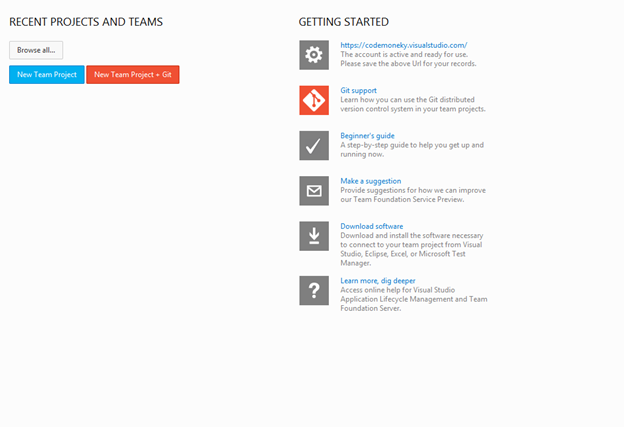 RECENT PROJECTS AND TEAMS
Browse all...
New Team Project
New Team Project + Git
GETTING STARTED
https://codemoneky.visualstudio.com/
The account is active and ready for use.
Please save the above Url for your records.
Git support
Learn how you can use the Git distributed
version control system in your team projects.
Beginner's guide
A step-by-step guide to help you get up and
running now.
Make a suggestion
Provide suggestions for how we can improve
our Team Foundation Service Preview.
Download software
Download and install the software necessary
to connect to your team project from Visual
Studio, Eclipse, Excel, or Microsoft Test
Manager.
Learn more, dig deeper
Access online help for Visual Studio
Application Lifecycle Management and Team
Foundation Server.